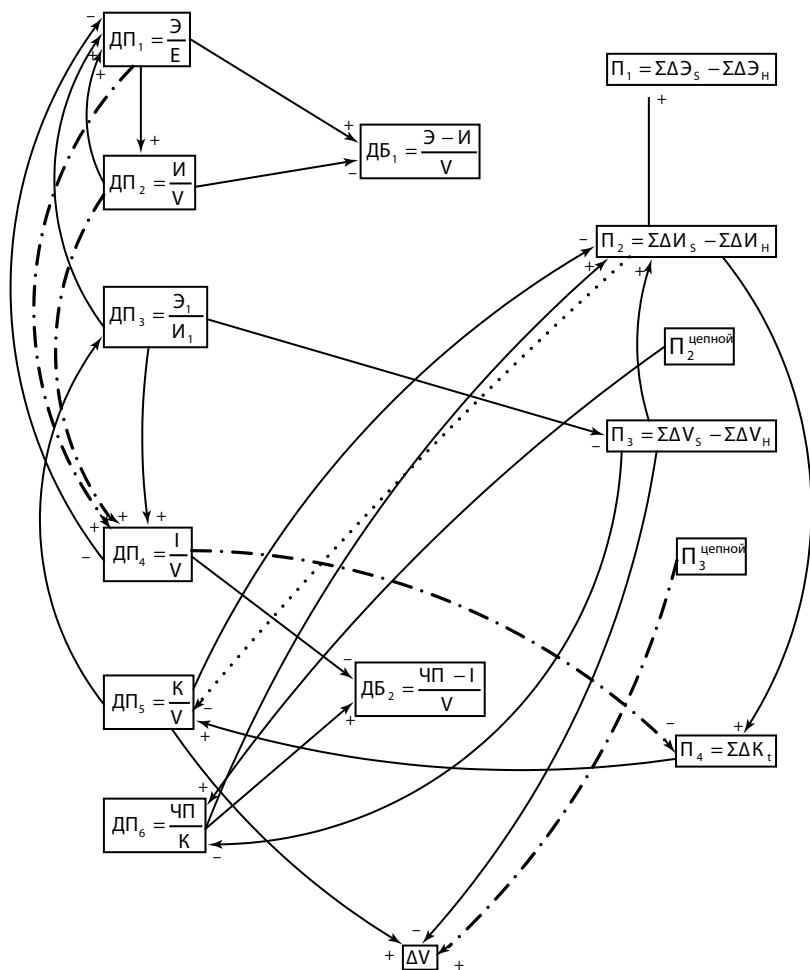 ДП₁ = Э/Е
П₁ = ΣΔЭ_S − ΣΔЭ_Н
ДБ₁ = (Э − И)/V
ДП₂ = И/V
П₂ = ΣΔИ_S − ΣΔИ_Н
ДП₃ = Э₁/И₁
П₂^цепной
П₃ = ΣΔV_S − ΣΔV_Н
ДП₄ = I/V
П₃^цепной
ДП₅ = К/V
ДБ₂ = (ЧП − I)/V
П₄ = ΣΔК_t
ДП₆ = ЧП/К
ΔV